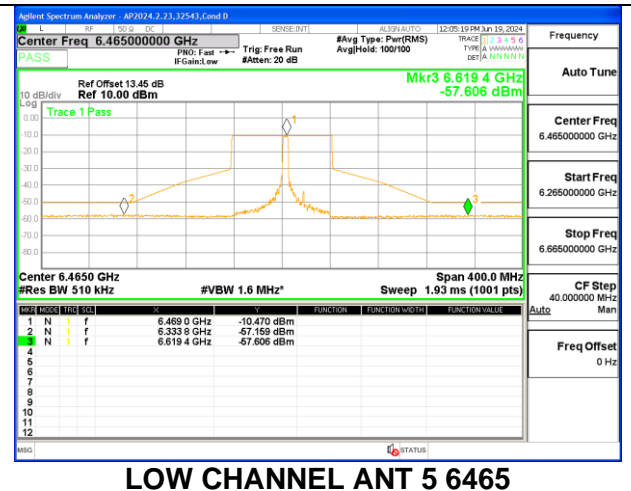 Agilent Spectrum Analyzer - AP2024.2.23,32543,Cond D
L RF 50 Ω DC SENSE:INT ALIGN AUTO 12:05:19 PM Jun 19, 2024
Center Freq 6.465000000 GHz
PASS
PNO: Fast
IFGain:Low
Trig: Free Run
#Atten: 20 dB
#Avg Type: Pwr(RMS)
Avg|Hold: 100/100
TRACE 1 2 3 4 5 6
TYPE A WWWWW
DET A N N N N N
Mkr3 6.619 4 GHz
-57.606 dBm
Ref Offset 13.45 dB
10 dB/div Ref 10.00 dBm
Log
Trace 1 Pass
0.00
-10.0
-20.0
-30.0
-40.0
-50.0
-60.0
-70.0
-80.0
1
2
3
Center 6.4650 GHz Span 400.0 MHz
#Res BW 510 kHz #VBW 1.6 MHz* Sweep 1.93 ms (1001 pts)
MKR MODE TRC SCL X Y FUNCTION FUNCTION WIDTH FUNCTION VALUE
1 N 1 f 6.469 0 GHz -10.470 dBm
2 N 1 f 6.333 8 GHz -57.159 dBm
3 N 1 f 6.619 4 GHz -57.606 dBm
4
5
6
7
8
9
10
11
12
MSG STATUS
Frequency
Auto Tune
Center Freq
6.465000000 GHz
Start Freq
6.265000000 GHz
Stop Freq
6.665000000 GHz
CF Step
40.000000 MHz
Auto Man
Freq Offset
0 Hz
LOW CHANNEL ANT 5 6465